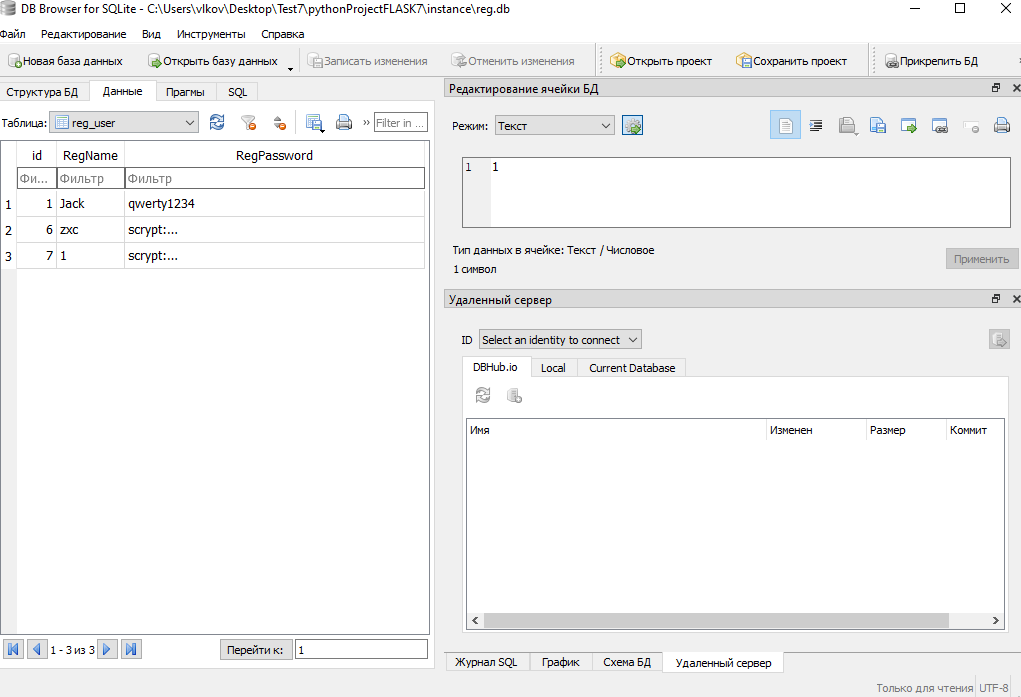 DB Browser for SQLite - C:\Users\vlkov\Desktop\Test7\pythonProjectFLASK7\instance\reg.db
Файл Редактирование Вид Инструменты Справка
Новая база данных Открыть базу данных Записать изменения Отменить изменения Открыть проект Сохранить проект Прикрепить БД
Структура БД Данные Прагмы SQL
Таблица: reg_user » Filter in ...
id RegName RegPassword
Фи... Фильтр Фильтр
1 1 Jack qwerty1234
2 6 zxc scrypt:...
3 7 1 scrypt:...
1 - 3 из 3 Перейти к: 1
Редактирование ячейки БД
Режим: Текст
1 1
Тип данных в ячейке: Текст / Числовое
1 символ
Применить
Удаленный сервер
ID Select an identity to connect
DBHub.io Local Current Database
Имя Изменен Размер Коммит
Журнал SQL График Схема БД Удаленный сервер
Только для чтения UTF-8